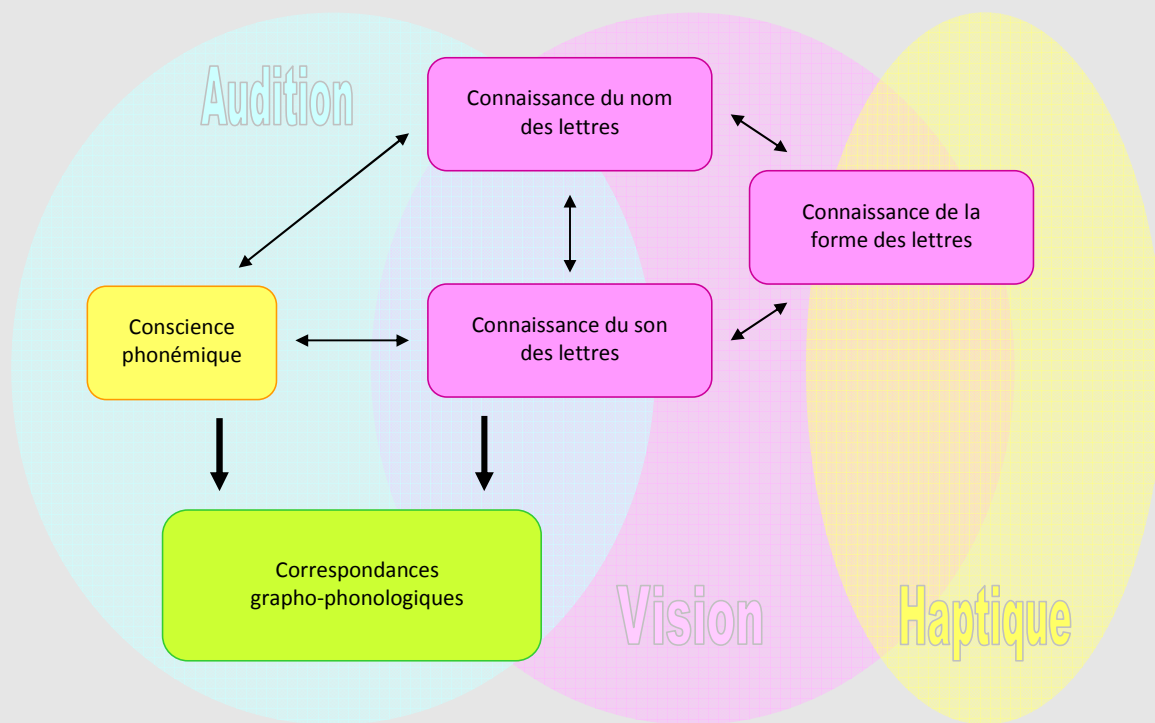 Audition
Connaissance du nom
des lettres
Connaissance de la
forme des lettres
Conscience
phonémique
Connaissance du son
des lettres
Correspondances
grapho-phonologiques
Vision
Haptique